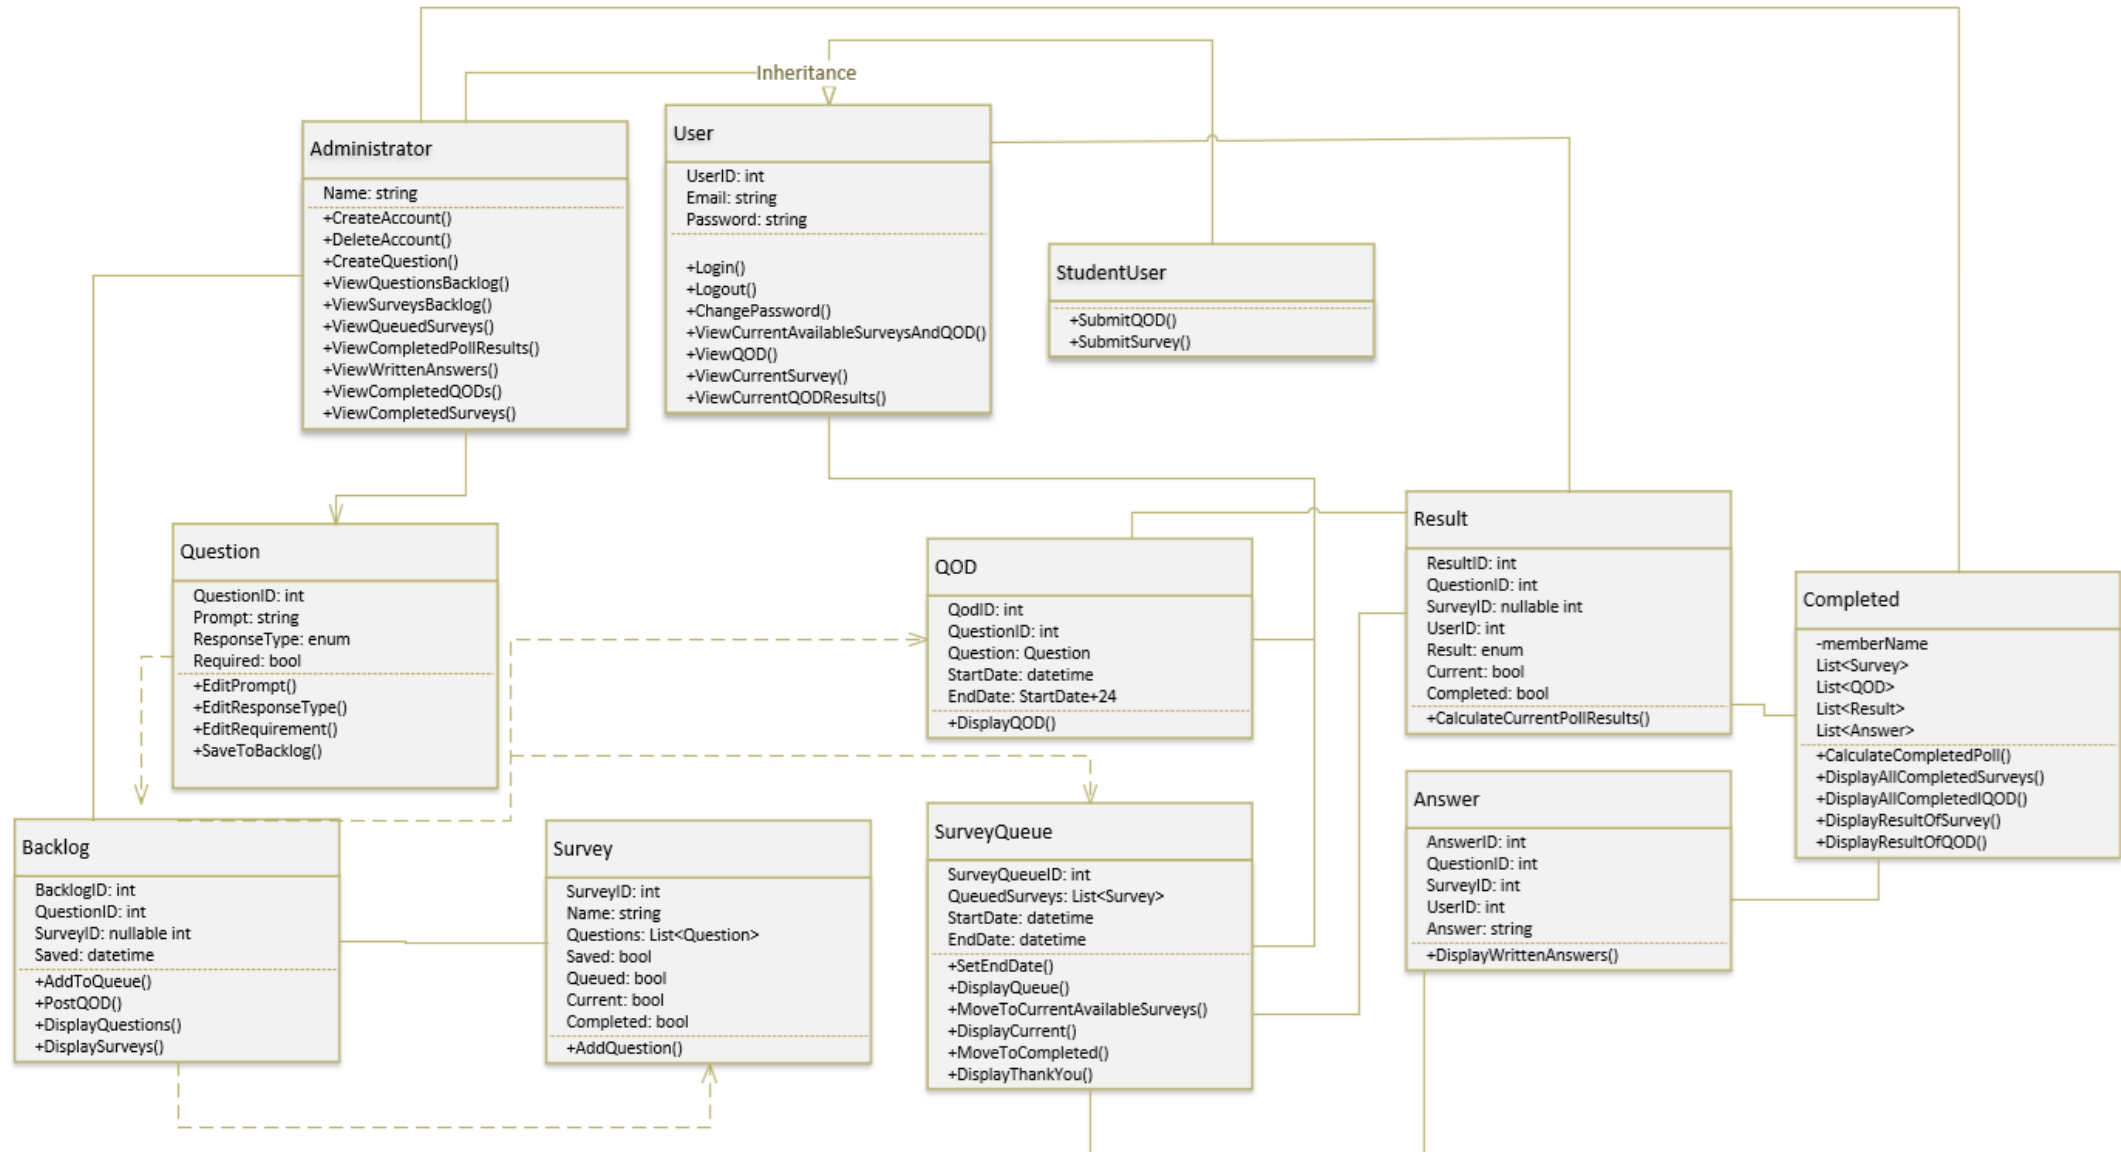 Inheritance
Administrator
Name: string
+CreateAccount()
+DeleteAccount()
+CreateQuestion()
+ViewQuestionsBacklog()
+ViewSurveysBacklog()
+ViewQueuedSurveys()
+ViewCompletedPollResults()
+ViewWrittenAnswers()
+ViewCompletedQODs()
+ViewCompletedSurveys()
User
UserID: int
Email: string
Password: string
+Login()
+Logout()
+ChangePassword()
+ViewCurrentAvailableSurveysAndQOD()
+ViewQOD()
+ViewCurrentSurvey()
+ViewCurrentQODResults()
StudentUser
+SubmitQOD()
+SubmitSurvey()
Question
QuestionID: int
Prompt: string
ResponseType: enum
Required: bool
+EditPrompt()
+EditResponseType()
+EditRequirement()
+SaveToBacklog()
QOD
QodID: int
QuestionID: int
Question: Question
StartDate: datetime
EndDate: StartDate+24
+DisplayQOD()
Result
ResultID: int
QuestionID: int
SurveyID: nullable int
UserID: int
Result: enum
Current: bool
Completed: bool
+CalculateCurrentPollResults()
Completed
-memberName
List<Survey>
List<QOD>
List<Result>
List<Answer>
+CalculateCompletedPoll()
+DisplayAllCompletedSurveys()
+DisplayAllCompletedIQOD()
+DisplayResultOfSurvey()
+DisplayResultOfQOD()
Backlog
BacklogID: int
QuestionID: int
SurveyID: nullable int
Saved: datetime
+AddToQueue()
+PostQOD()
+DisplayQuestions()
+DisplaySurveys()
Survey
SurveyID: int
Name: string
Questions: List<Question>
Saved: bool
Queued: bool
Current: bool
Completed: bool
+AddQuestion()
SurveyQueue
SurveyQueueID: int
QueuedSurveys: List<Survey>
StartDate: datetime
EndDate: datetime
+SetEndDate()
+DisplayQueue()
+MoveToCurrentAvailableSurveys()
+DisplayCurrent()
+MoveToCompleted()
+DisplayThankYou()
Answer
AnswerID: int
QuestionID: int
SurveyID: int
UserID: int
Answer: string
+DisplayWrittenAnswers()